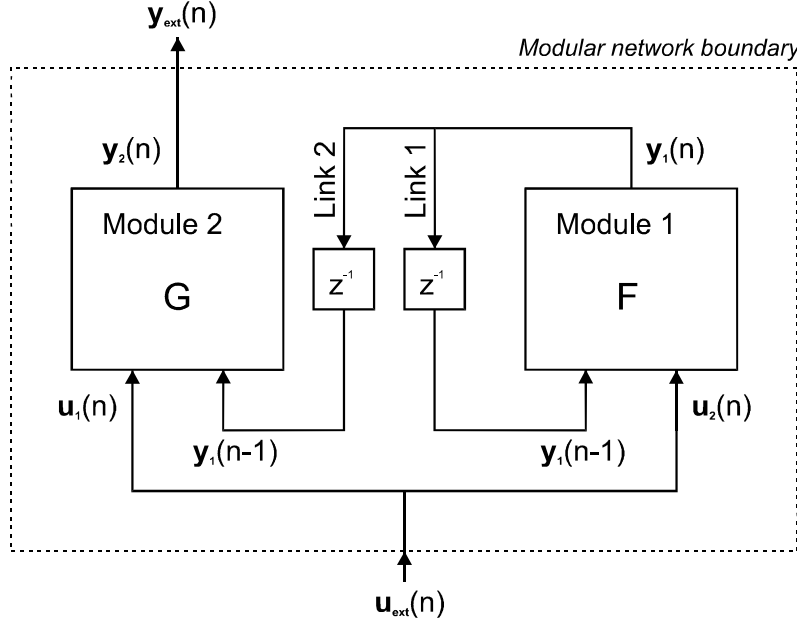 y_ext(n)
Modular network boundary
y₂(n)
Link 2
Link 1
y₁(n)
Module 2
G
z⁻¹
z⁻¹
Module 1
F
u₁(n)
y₁(n-1)
y₁(n-1)
u₂(n)
u_ext(n)